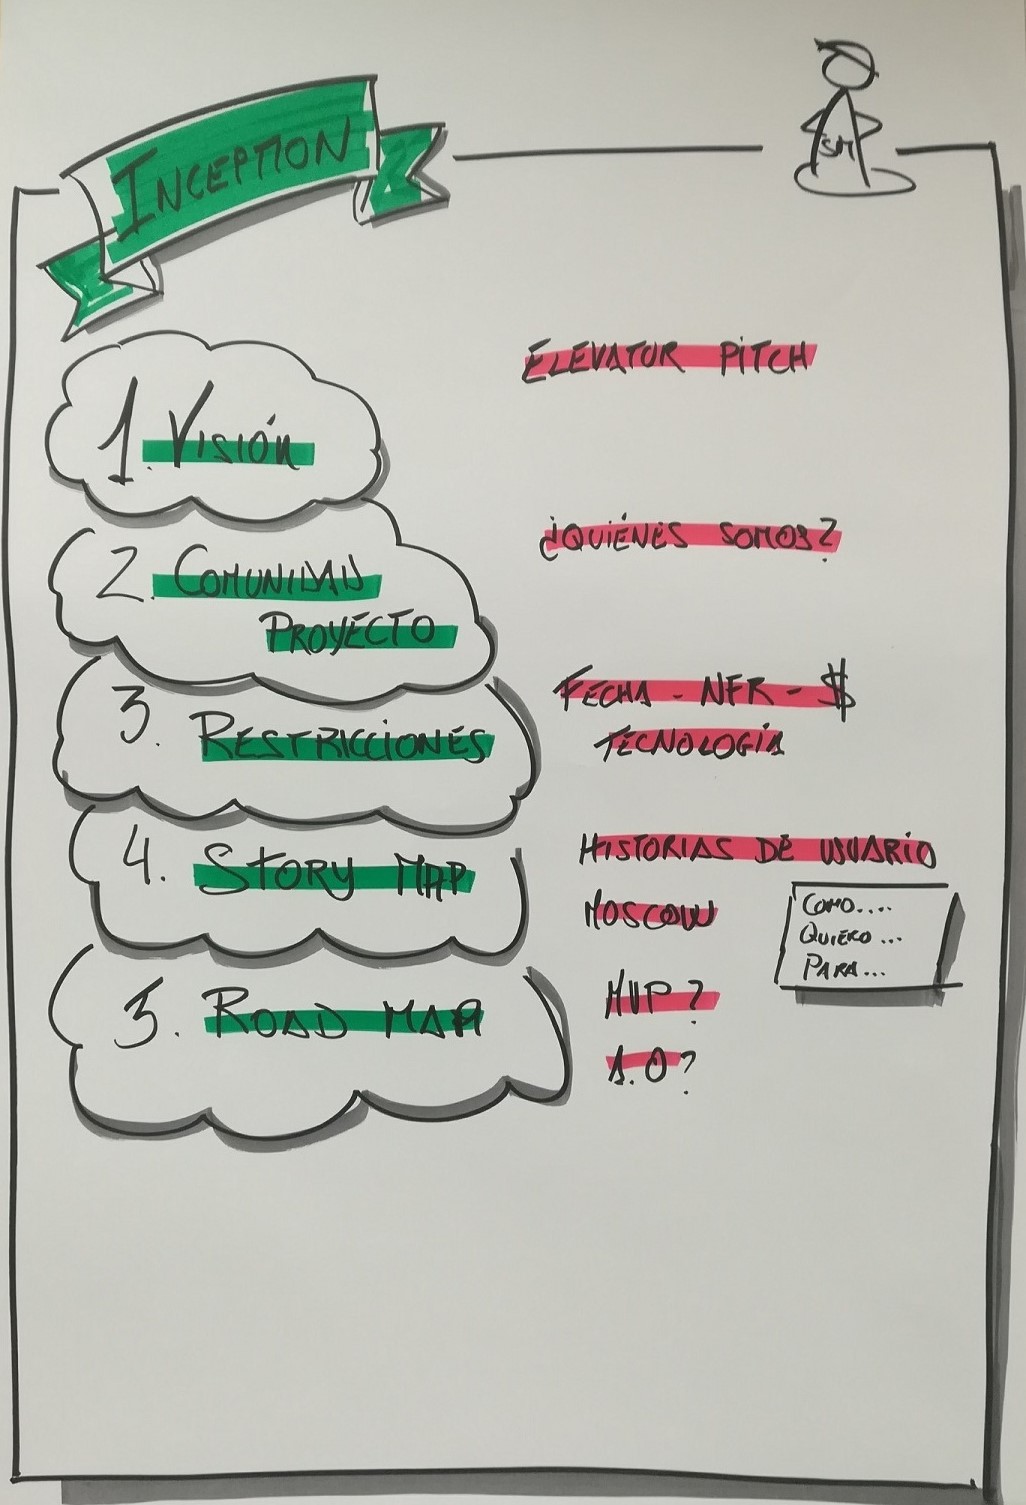 INCEPTION
SM
1. VISIÓN
ELEVATOR PITCH
2. COMUNIDAD
PROYECTO
¿QUIÉNES SOMOS?
3. RESTRICCIONES
FECHA - NFR - $
TECNOLOGÍA
4. STORY MAP
HISTORIAS DE USUARIO
MOSCOW
COMO....
QUIERO...
PARA...
5. ROAD MAP
MVP?
1.0?